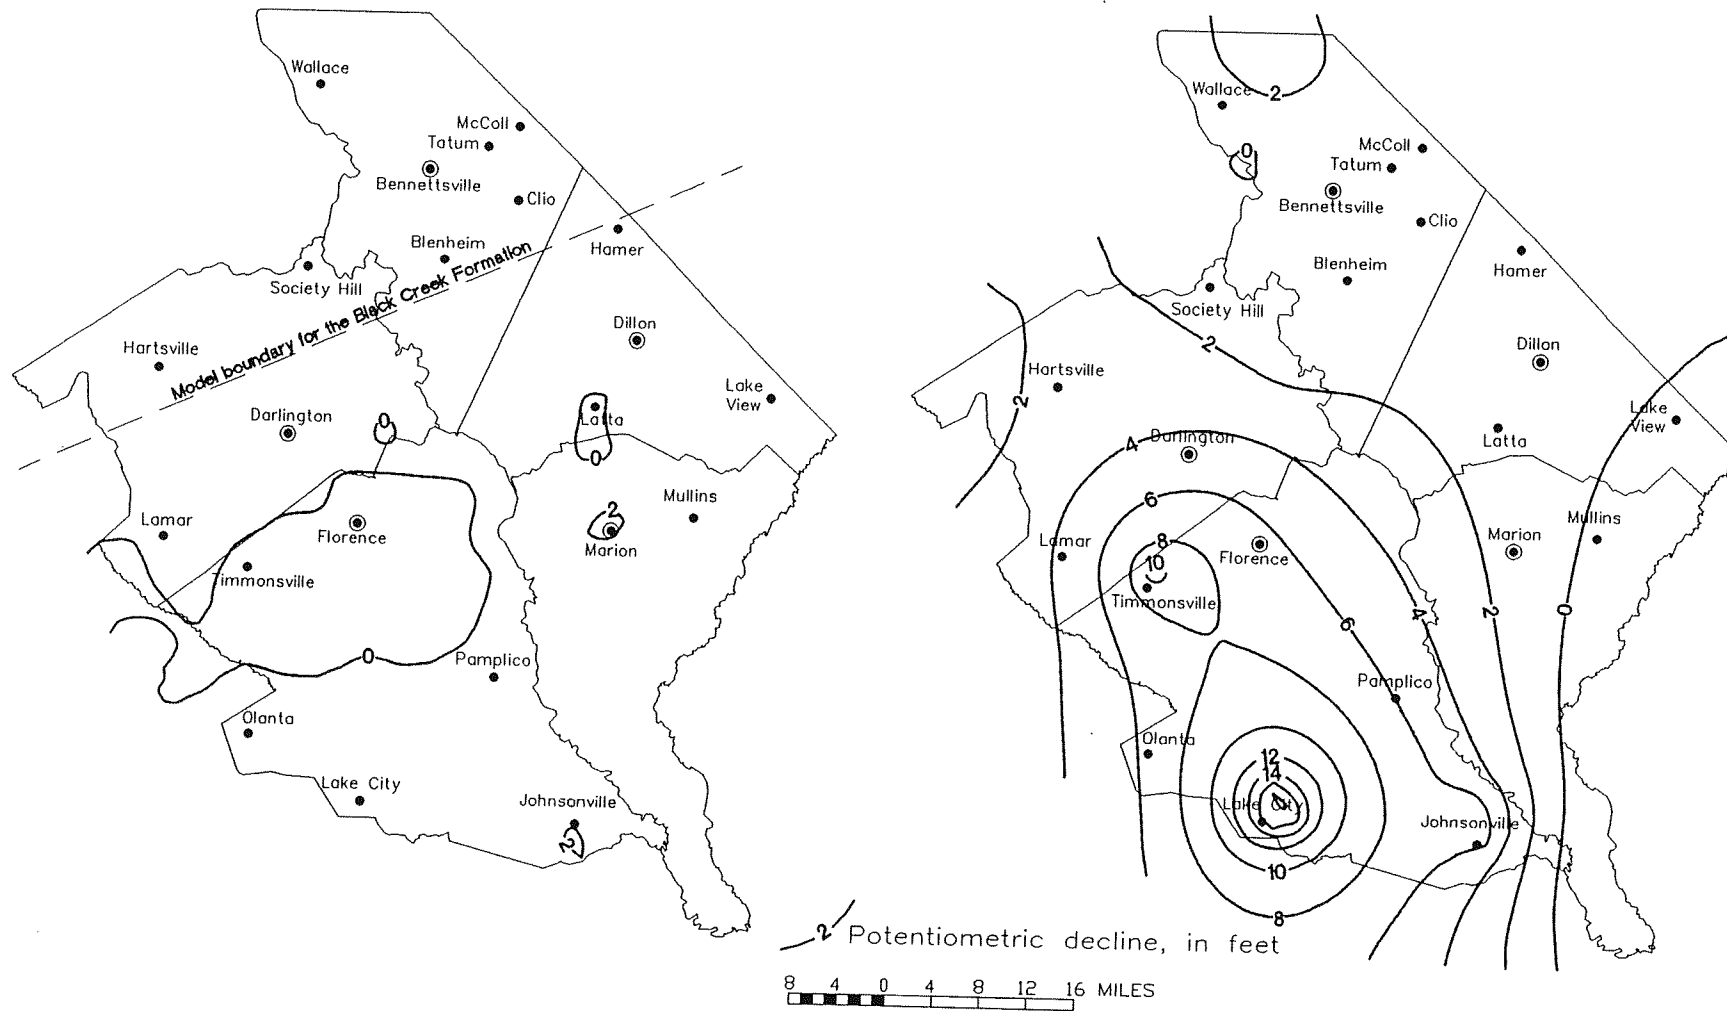 Wallace
McColl
Tatum
Bennettsville
Clio
Blenheim
Hamer
Society Hill
Model boundary for the Black Creek Formation
Hartsville
Dillon
Darlington
Lake
View
Latta
0
0
Mullins
2
Marion
Lamar
Florence
Timmonsville
0
Pamplico
Olanta
Lake City
Johnsonville
2
Wallace
2
0
McColl
Tatum
Bennettsville
Clio
Blenheim
Hamer
Society Hill
2
Dillon
Hartsville
2
Lake
View
4
Darlington
Latta
6
Mullins
Marion
8
10
Lamar
Florence
Timmonsville
6
4
2
0
Pamplico
Olanta
12
14
Lake City
Johnsonville
10
8
2 Potentiometric decline, in feet
8 4 0 4 8 12 16 MILES